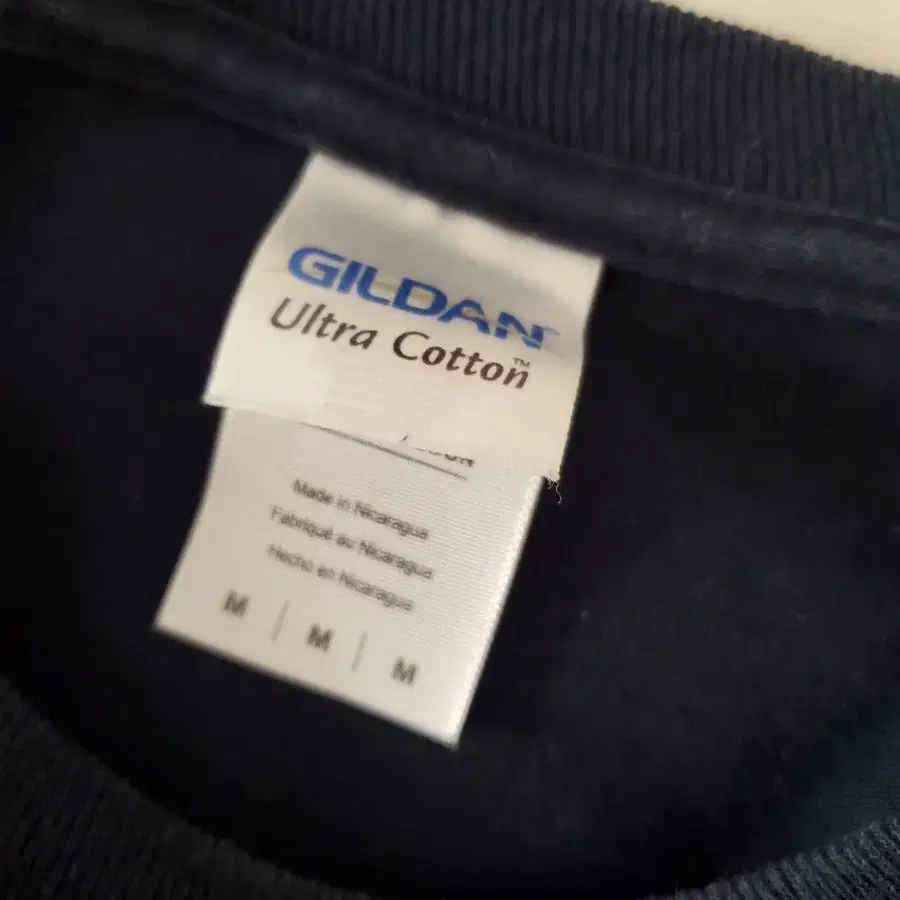 GILDAN
Ultra Cotton™
Made in Nicaragua
Fabriqué au Nicaragua
Hecho en Nicaragua
M | M | M